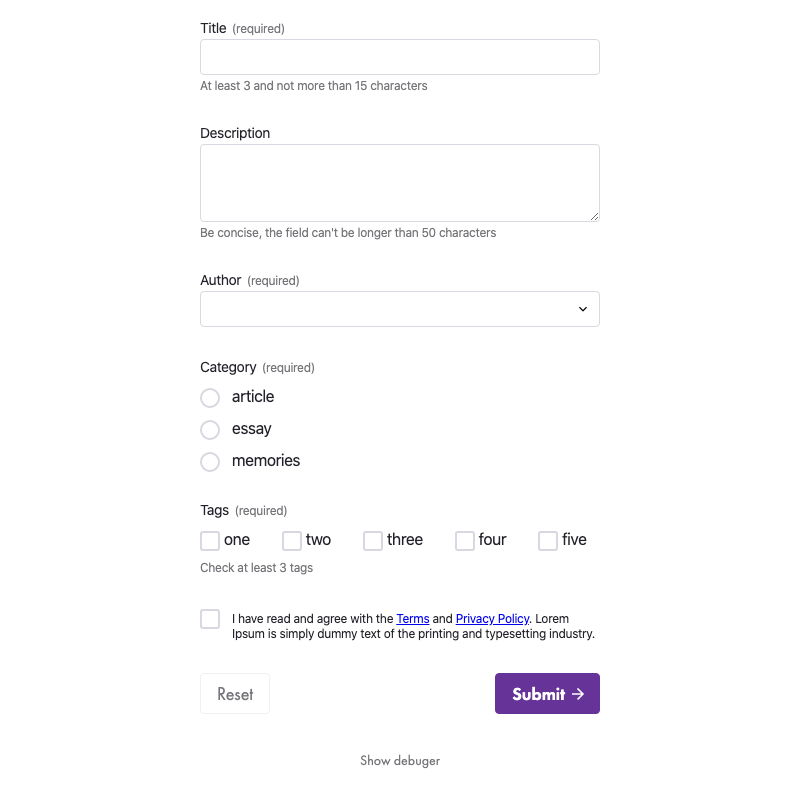 Title (required)
At least 3 and not more than 15 characters
Description
Be concise, the field can't be longer than 50 characters
Author (required)
Category (required)
article
essay
memories
Tags (required)
one two three four five
Check at least 3 tags
I have read and agree with the Terms and Privacy Policy. Lorem
Ipsum is simply dummy text of the printing and typesetting industry.
Reset Submit →
Show debuger